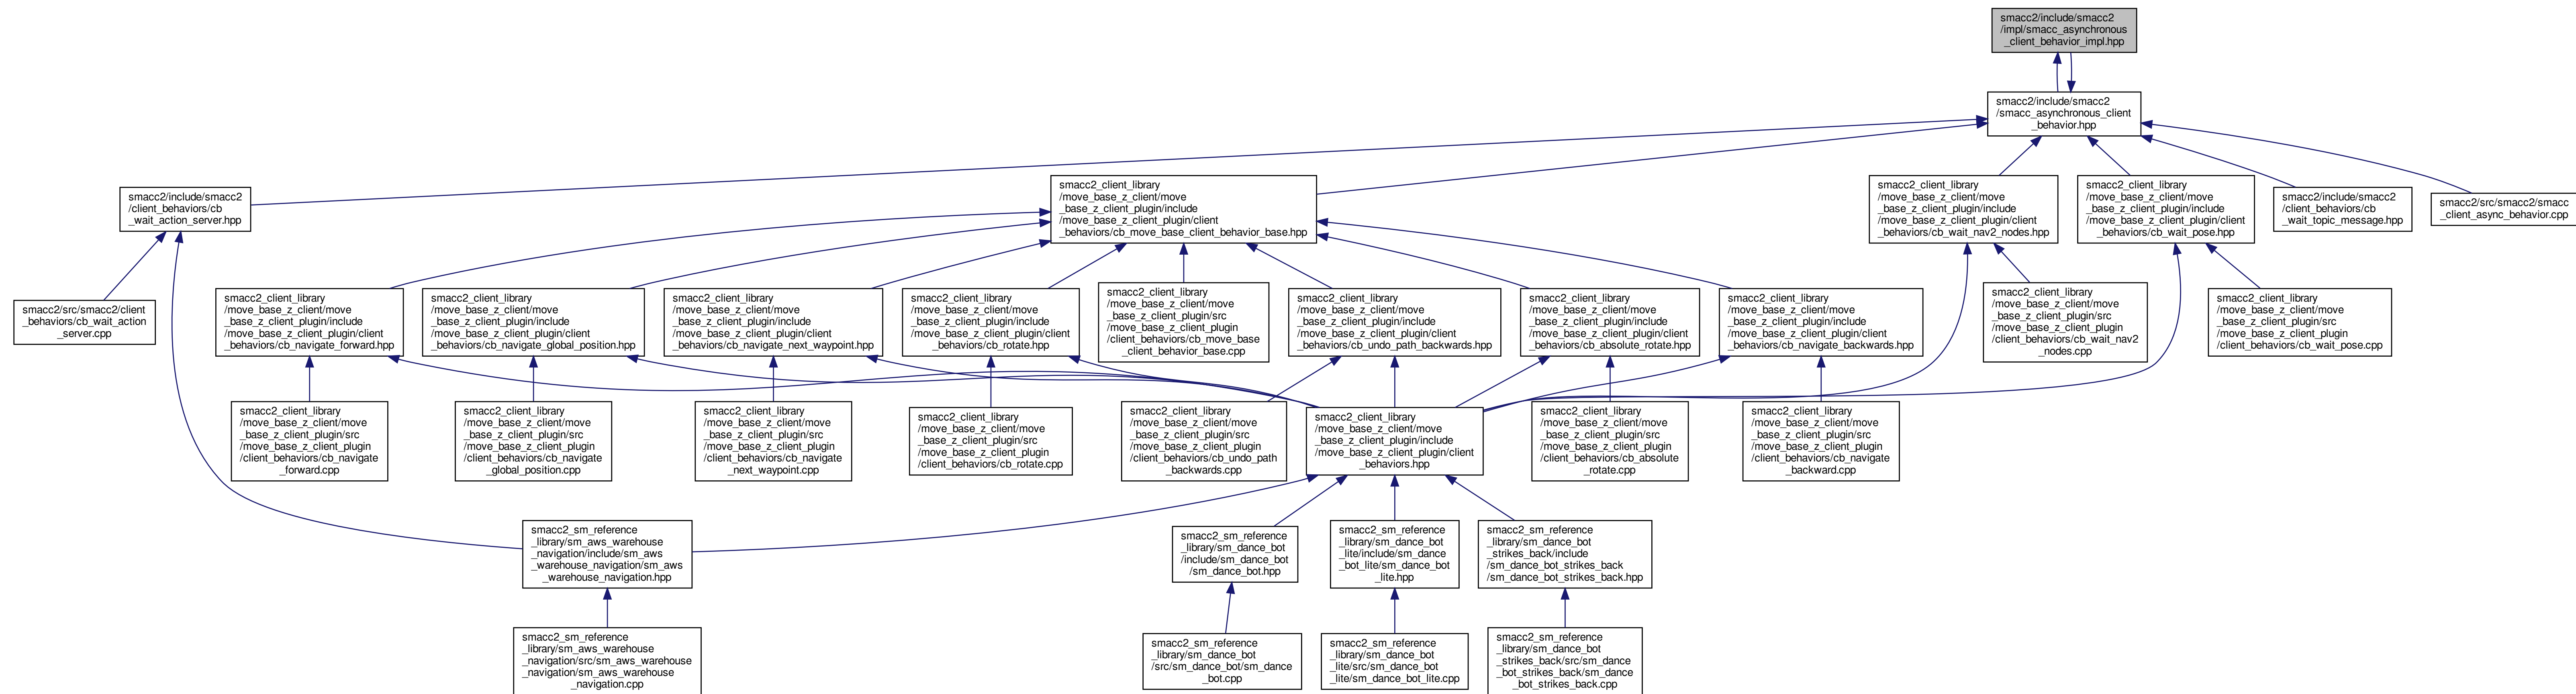 smacc2/include/smacc2
/impl/smacc_asynchronous
_client_behavior_impl.hpp
smacc2/include/smacc2
/smacc_asynchronous_client
_behavior.hpp
smacc2/include/smacc2
/client_behaviors/cb
_wait_action_server.hpp
smacc2_client_library
/move_base_z_client/move
_base_z_client_plugin/include
/move_base_z_client_plugin/client
_behaviors/cb_move_base_client_behavior_base.hpp
smacc2_client_library
/move_base_z_client/move
_base_z_client_plugin/include
/move_base_z_client_plugin/client
_behaviors/cb_wait_nav2_nodes.hpp
smacc2_client_library
/move_base_z_client/move
_base_z_client_plugin/include
/move_base_z_client_plugin/client
_behaviors/cb_wait_pose.hpp
smacc2/include/smacc2
/client_behaviors/cb
_wait_topic_message.hpp
smacc2/src/smacc2/smacc
_client_async_behavior.cpp
smacc2/src/smacc2/client
_behaviors/cb_wait_action
_server.cpp
smacc2_client_library
/move_base_z_client/move
_base_z_client_plugin/include
/move_base_z_client_plugin/client
_behaviors/cb_navigate_forward.hpp
smacc2_client_library
/move_base_z_client/move
_base_z_client_plugin/include
/move_base_z_client_plugin/client
_behaviors/cb_navigate_global_position.hpp
smacc2_client_library
/move_base_z_client/move
_base_z_client_plugin/include
/move_base_z_client_plugin/client
_behaviors/cb_navigate_next_waypoint.hpp
smacc2_client_library
/move_base_z_client/move
_base_z_client_plugin/include
/move_base_z_client_plugin/client
_behaviors/cb_rotate.hpp
smacc2_client_library
/move_base_z_client/move
_base_z_client_plugin/src
/move_base_z_client_plugin
/client_behaviors/cb_move_base
_client_behavior_base.cpp
smacc2_client_library
/move_base_z_client/move
_base_z_client_plugin/include
/move_base_z_client_plugin/client
_behaviors/cb_undo_path_backwards.hpp
smacc2_client_library
/move_base_z_client/move
_base_z_client_plugin/include
/move_base_z_client_plugin/client
_behaviors/cb_absolute_rotate.hpp
smacc2_client_library
/move_base_z_client/move
_base_z_client_plugin/include
/move_base_z_client_plugin/client
_behaviors/cb_navigate_backwards.hpp
smacc2_client_library
/move_base_z_client/move
_base_z_client_plugin/src
/move_base_z_client_plugin
/client_behaviors/cb_wait_nav2
_nodes.cpp
smacc2_client_library
/move_base_z_client/move
_base_z_client_plugin/src
/move_base_z_client_plugin
/client_behaviors/cb_wait_pose.cpp
smacc2_client_library
/move_base_z_client/move
_base_z_client_plugin/src
/move_base_z_client_plugin
/client_behaviors/cb_navigate
_forward.cpp
smacc2_client_library
/move_base_z_client/move
_base_z_client_plugin/src
/move_base_z_client_plugin
/client_behaviors/cb_navigate
_global_position.cpp
smacc2_client_library
/move_base_z_client/move
_base_z_client_plugin/src
/move_base_z_client_plugin
/client_behaviors/cb_navigate
_next_waypoint.cpp
smacc2_client_library
/move_base_z_client/move
_base_z_client_plugin/src
/move_base_z_client_plugin
/client_behaviors/cb_rotate.cpp
smacc2_client_library
/move_base_z_client/move
_base_z_client_plugin/src
/move_base_z_client_plugin
/client_behaviors/cb_undo_path
_backwards.cpp
smacc2_client_library
/move_base_z_client/move
_base_z_client_plugin/include
/move_base_z_client_plugin/client
_behaviors.hpp
smacc2_client_library
/move_base_z_client/move
_base_z_client_plugin/src
/move_base_z_client_plugin
/client_behaviors/cb_absolute
_rotate.cpp
smacc2_client_library
/move_base_z_client/move
_base_z_client_plugin/src
/move_base_z_client_plugin
/client_behaviors/cb_navigate
_backward.cpp
smacc2_sm_reference
_library/sm_aws_warehouse
_navigation/include/sm_aws
_warehouse_navigation/sm_aws
_warehouse_navigation.hpp
smacc2_sm_reference
_library/sm_dance_bot
/include/sm_dance_bot
/sm_dance_bot.hpp
smacc2_sm_reference
_library/sm_dance_bot
_lite/include/sm_dance
_bot_lite/sm_dance_bot
_lite.hpp
smacc2_sm_reference
_library/sm_dance_bot
_strikes_back/include
/sm_dance_bot_strikes_back
/sm_dance_bot_strikes_back.hpp
smacc2_sm_reference
_library/sm_aws_warehouse
_navigation/src/sm_aws_warehouse
_navigation/sm_aws_warehouse
_navigation.cpp
smacc2_sm_reference
_library/sm_dance_bot
/src/sm_dance_bot/sm_dance
_bot.cpp
smacc2_sm_reference
_library/sm_dance_bot
_lite/src/sm_dance_bot
_lite/sm_dance_bot_lite.cpp
smacc2_sm_reference
_library/sm_dance_bot
_strikes_back/src/sm_dance
_bot_strikes_back/sm_dance
_bot_strikes_back.cpp